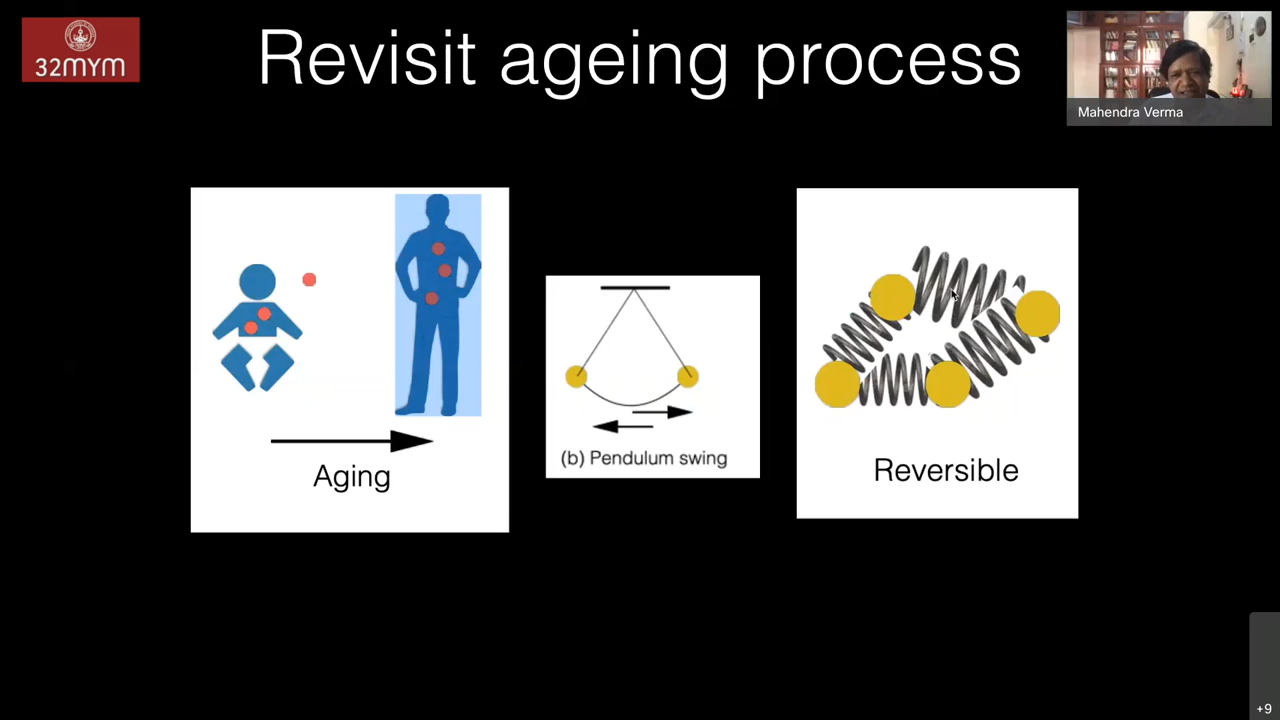 32MYM
Revisit ageing process
Mahendra Verma
Aging
(b) Pendulum swing
Reversible
+9